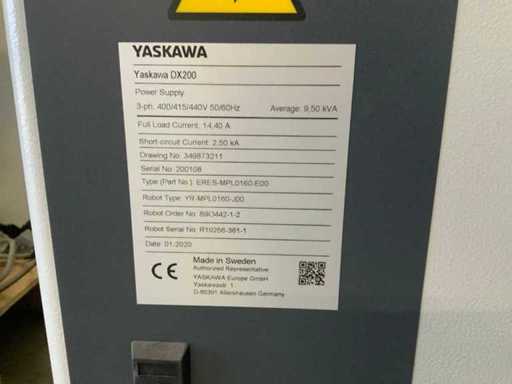 YASKAWA
Yaskawa DX200
Power Supply
3-ph. 400/415/440V 50/60Hz Average: 9,50 kVA
Full Load Current: 14,40 A
Short-circuit Current: 2,50 kA
Drawing No: 349873211
Serial No: 200108
Type (Part No.): ERES-MPL0160-E00
Robot Type: YR-MPL0160-J00
Robot Order No: 890442-1-2
Robot Serial No: R19266-361-1
Date: 01.2020
CE
Made in Sweden
Authorized Representative
YASKAWA Europe GmbH
Yaskawastr. 1
D-85391 Allershausen Germany